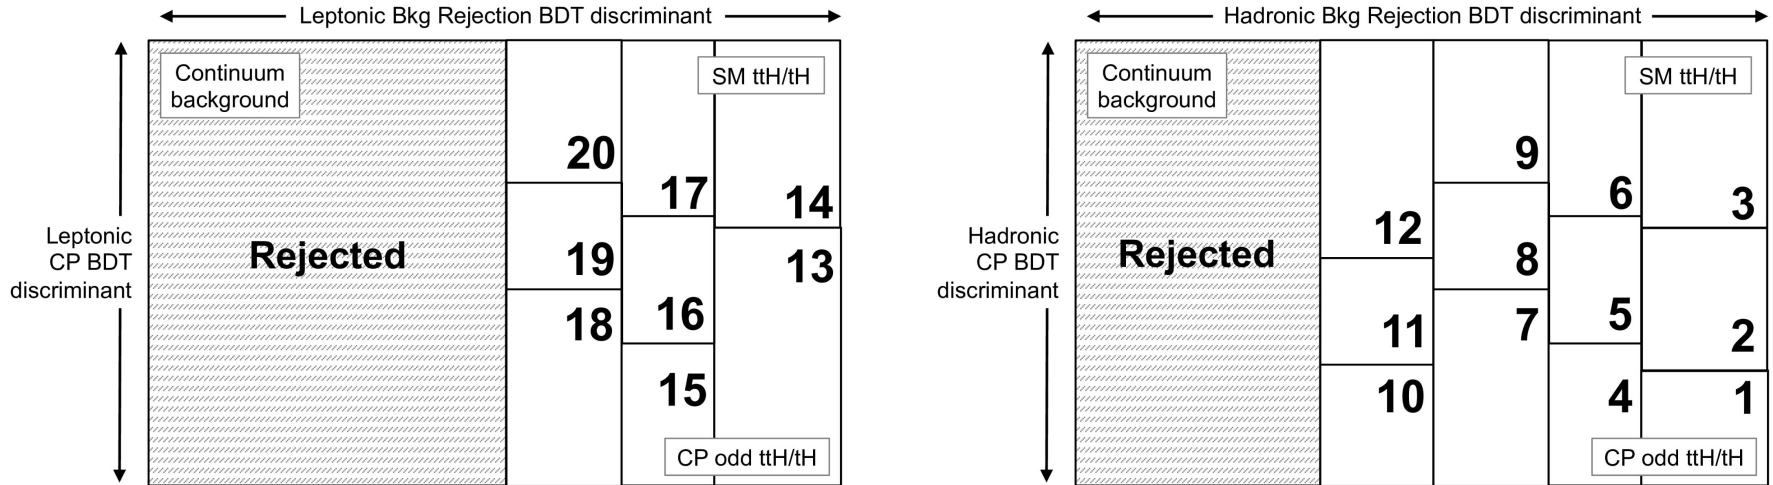 Leptonic Bkg Rejection BDT discriminant
Continuum
background
SM ttH/tH
20
17
14
Leptonic
CP BDT
discriminant
Rejected
19
13
18
16
15
CP odd ttH/tH
Hadronic Bkg Rejection BDT discriminant
Continuum
background
SM ttH/tH
9
6
3
12
Hadronic
CP BDT
discriminant
Rejected
8
11
7
5
2
10
4
1
CP odd ttH/tH